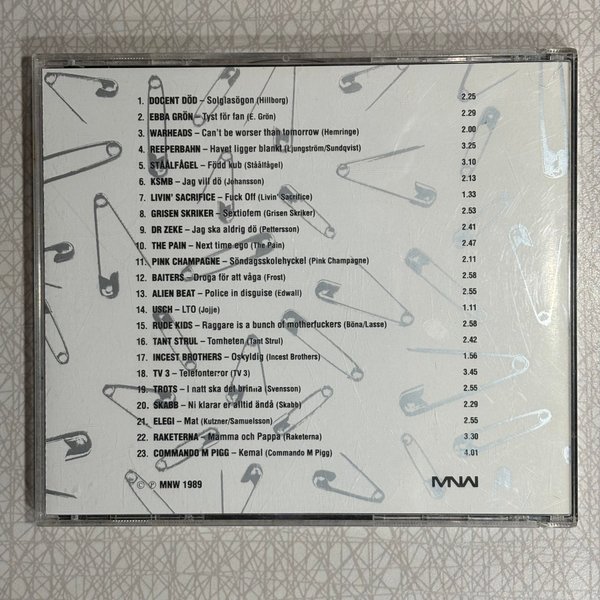 1. DOCENT DÖD – Solglasögon (Hillborg) 2.25
2. EBBA GRÖN – Tyst för fan (E. Grön) 2.29
3. WARHEADS – Can't be worser than tomorrow (Hemringe) 2.00
4. REEPERBAHN – Havet ligger blankt (Ljungström/Sundqvist) 3.25
5. STÅÅLFÅGEL – Född kub (Ståålfågel) 3.10
6. KSMB – Jag vill dö (Johansson) 2.13
7. LIVIN' SACRIFICE – Fuck Off (Livin' Sacrifice) 1.33
8. GRISEN SKRIKER – Sextiofem (Grisen Skriker) 2.53
9. DR ZEKE – Jag ska aldrig dö (Pettersson) 2.41
10. THE PAIN – Next time ego (The Pain) 2.47
11. PINK CHAMPAGNE – Söndagsskolehyckel (Pink Champagne) 2.11
12. BAITERS – Droga för att våga (Frost) 2.58
13. ALIEN BEAT – Police in disguise (Edwall) 2.55
14. USCH – LTO (Jojje) 1.11
15. RUDE KIDS – Raggare is a bunch of motherfuckers (Böna/Lasse) 2.58
16. TANT STRUL – Tomheten (Tant Strul) 2.42
17. INCEST BROTHERS – Oskyldig (Incest Brothers) 1.56
18. TV 3 – Telefonterror (TV 3) 3.45
19. TROTS – I natt ska det brinna (Svensson) 2.55
20. SKABB – Ni klarar er alltid ändå (Skabb) 2.29
21. ELEGI – Mat (Kutzner/Samuelsson) 2.55
22. RAKETERNA – Mamma och Pappa (Raketerna) 3.30
23. COMMANDO M PIGG – Kemal (Commando M Pigg) 4.01
© ℗ MNW 1989 MNW